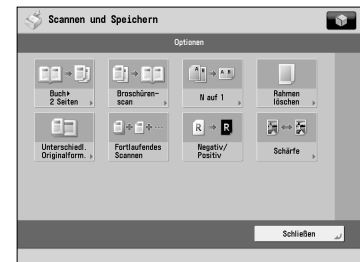 Scannen und Speichern
Optionen
Buch▸
2 Seiten
Broschüren-
scan
N auf 1
Rahmen
löschen
Unterschiedl.
Originalform.
Fortlaufendes
Scannen
Negativ/
Positiv
Schärfe
Schließen